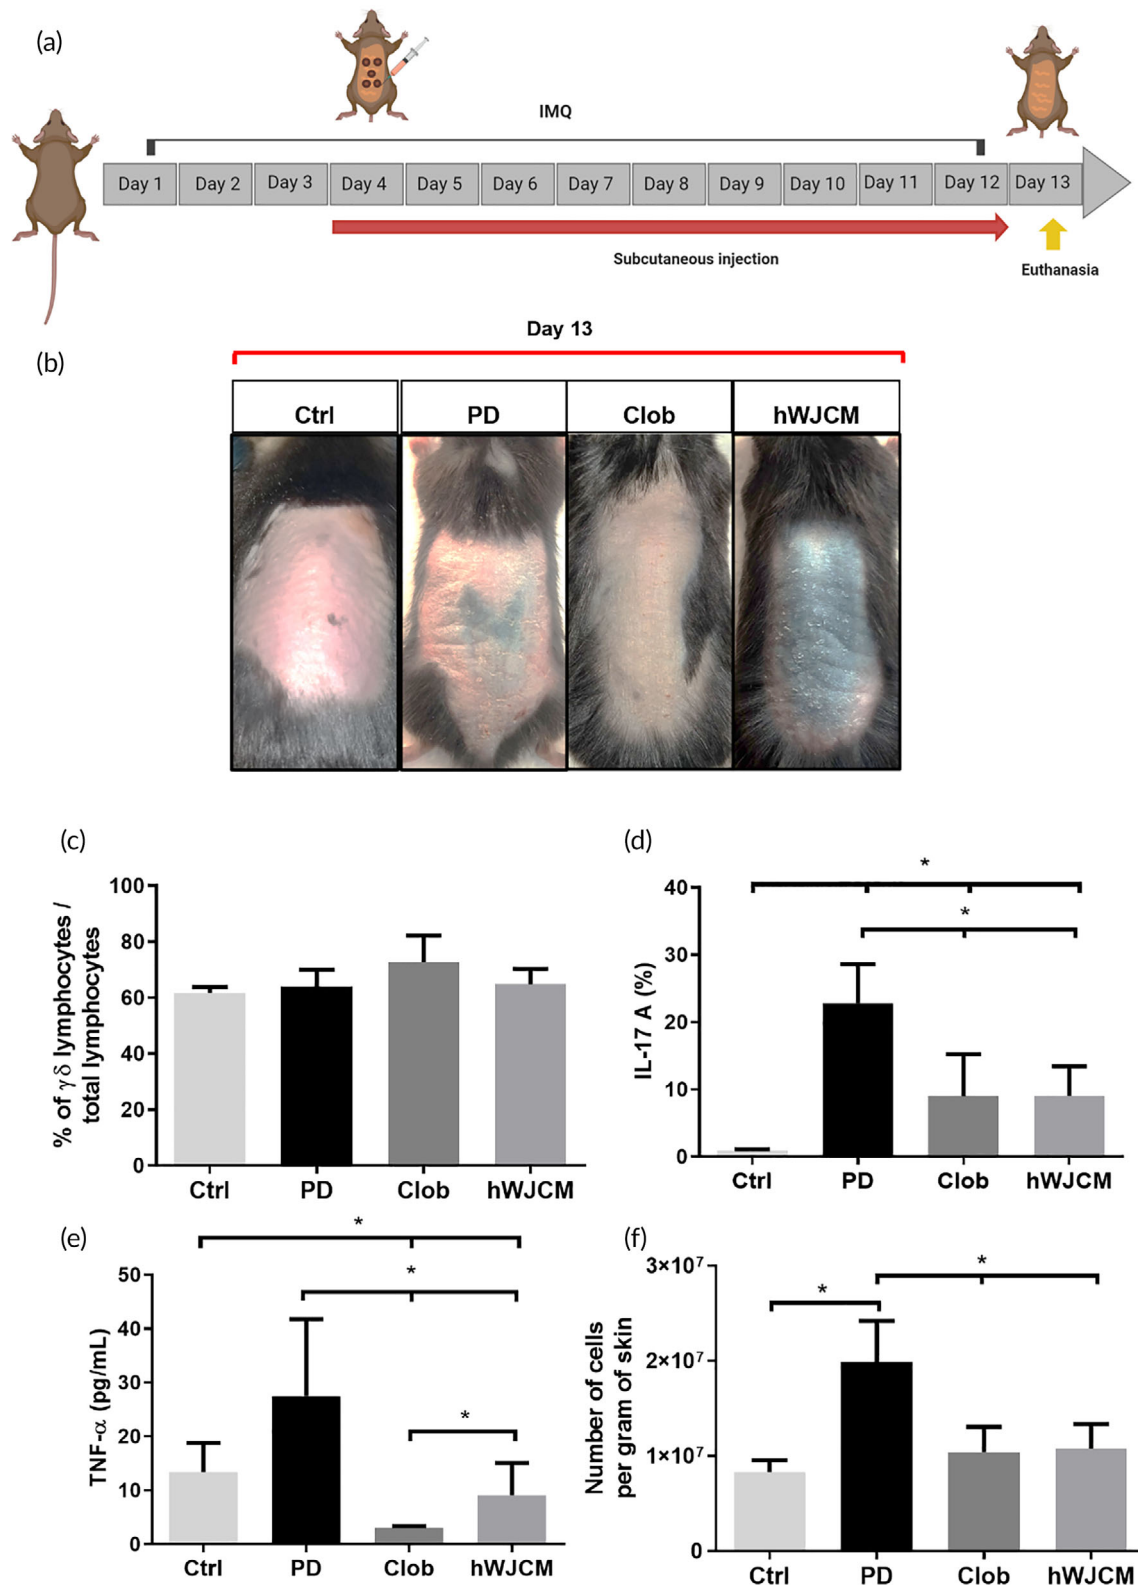 (a)
IMQ
Day 1 Day 2 Day 3 Day 4 Day 5 Day 6 Day 7 Day 8 Day 9 Day 10 Day 11 Day 12 Day 13
Subcutaneous injection
Euthanasia
Day 13
(b)
Ctrl PD Clob hWJCM
(c)
% of γδ lymphocytes /
total lymphocytes
100
80
60
40
20
0
Ctrl PD Clob hWJCM
(d)
*
*
IL-17 A (%)
40
30
20
10
0
Ctrl PD Clob hWJCM
(e)
*
*
*
TNF-α (pg/mL)
50
40
30
20
10
0
Ctrl PD Clob hWJCM
(f)
*
*
Number of cells
per gram of skin
3×10⁷
2×10⁷
1×10⁷
0
Ctrl PD Clob hWJCM